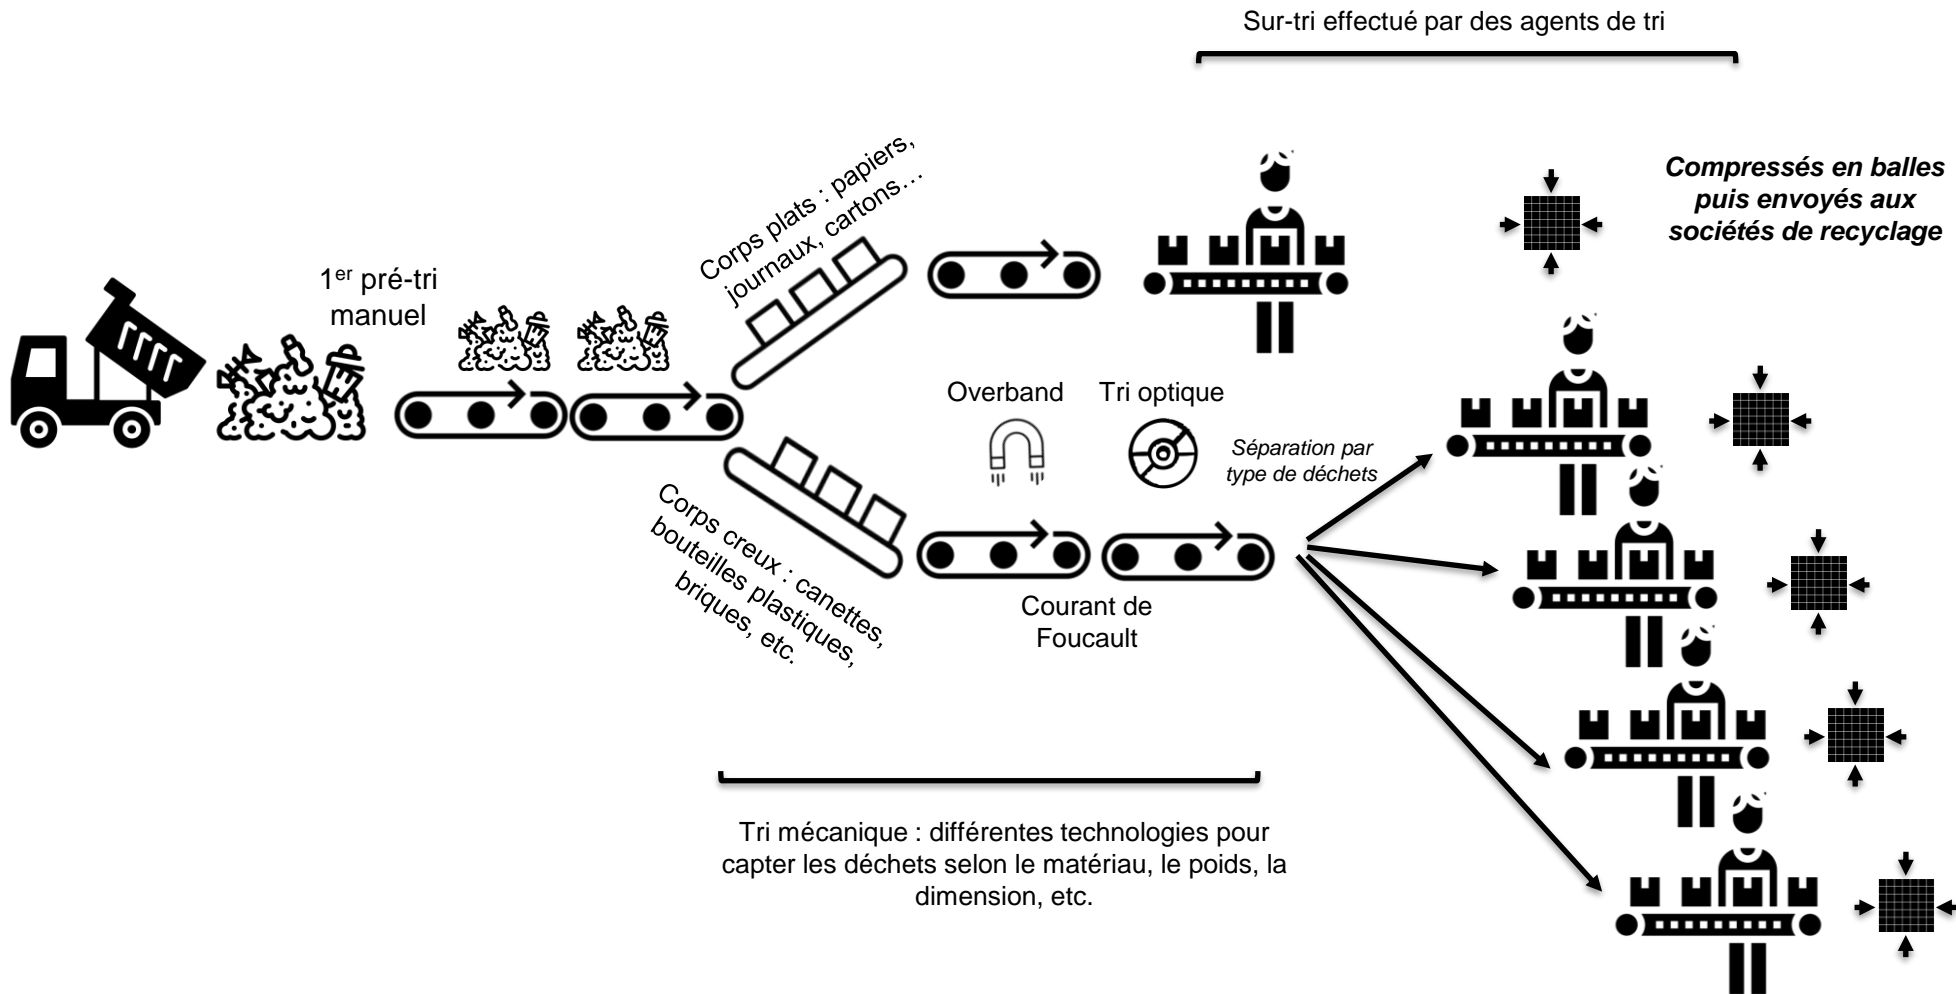 Sur-tri effectué par des agents de tri
Compressés en balles
puis envoyés aux
sociétés de recyclage
1er pré-tri
manuel
Corps plats : papiers,
journaux, cartons…
Overband
Tri optique
Séparation par
type de déchets
Corps creux : canettes,
bouteilles plastiques,
briques, etc.
Courant de
Foucault
Tri mécanique : différentes technologies pour
capter les déchets selon le matériau, le poids, la
dimension, etc.